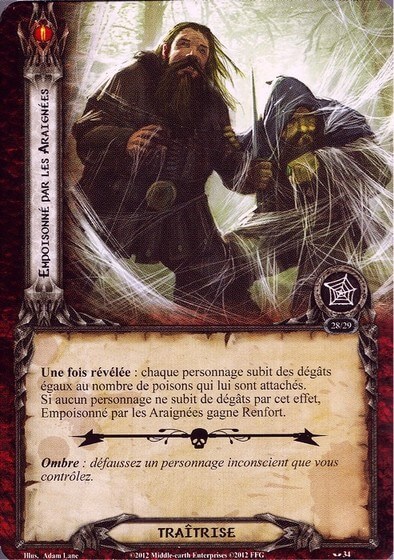 EMPOISONNÉ PAR LES ARAIGNÉES
28/29
Une fois révélée : chaque personnage subit des dégâts
égaux au nombre de poisons qui lui sont attachés.
Si aucun personnage ne subit de dégâts par cet effet,
Empoisonné par les Araignées gagne Renfort.
Ombre : défaussez un personnage inconscient que vous
contrôlez.
TRAÎTRISE
Illus. Adam Lane ©2012 Middle-earth Enterprises ©2012 FFG 34